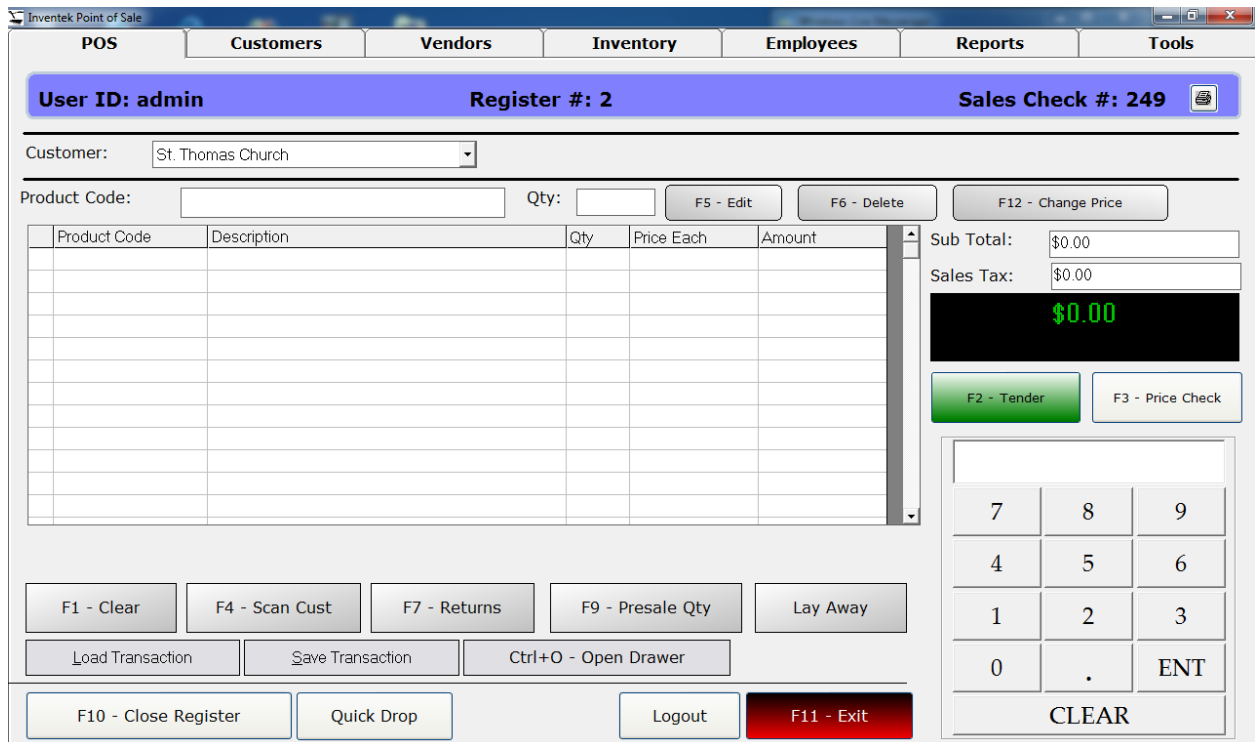 Inventek Point of Sale
POS Customers Vendors Inventory Employees Reports Tools
User ID: admin Register #: 2 Sales Check #: 249
Customer: St. Thomas Church
Product Code: Qty: F5 - Edit F6 - Delete F12 - Change Price
Product Code Description Qty Price Each Amount
Sub Total: $0.00
Sales Tax: $0.00
$0.00
F2 - Tender F3 - Price Check
7 8 9
4 5 6
1 2 3
0 . ENT
CLEAR
F1 - Clear F4 - Scan Cust F7 - Returns F9 - Presale Qty Lay Away
Load Transaction Save Transaction Ctrl+O - Open Drawer
F10 - Close Register Quick Drop Logout F11 - Exit